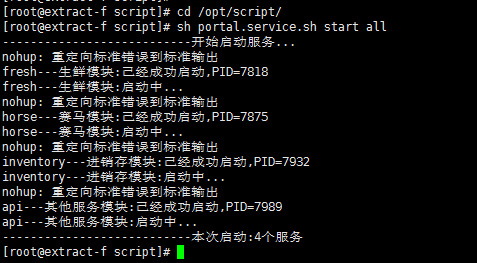 [root@extract-f script]# cd /opt/script/
[root@extract-f script]# sh portal.service.sh start all
---------------------------开始启动服务...
nohup: 重定向标准错误到标准输出
fresh---生鲜模块:已经成功启动,PID=7818
fresh---生鲜模块:启动中...
nohup: 重定向标准错误到标准输出
horse---赛马模块:已经成功启动,PID=7875
horse---赛马模块:启动中...
nohup: 重定向标准错误到标准输出
inventory---进销存模块:已经成功启动,PID=7932
inventory---进销存模块:启动中...
nohup: 重定向标准错误到标准输出
api---其他服务模块:已经成功启动,PID=7989
api---其他服务模块:启动中...
---------------------------本次启动:4个服务
[root@extract-f script]#